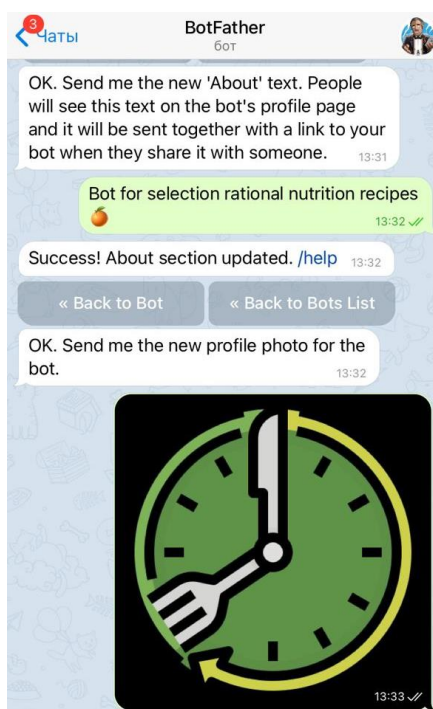 3
Чаты
BotFather
бот
OK. Send me the new 'About' text. People
will see this text on the bot's profile page
and it will be sent together with a link to your
bot when they share it with someone. 13:31
Bot for selection rational nutrition recipes
🍊
13:32
Success! About section updated. /help 13:32
« Back to Bot
« Back to Bots List
OK. Send me the new profile photo for the
bot. 13:32
13:33